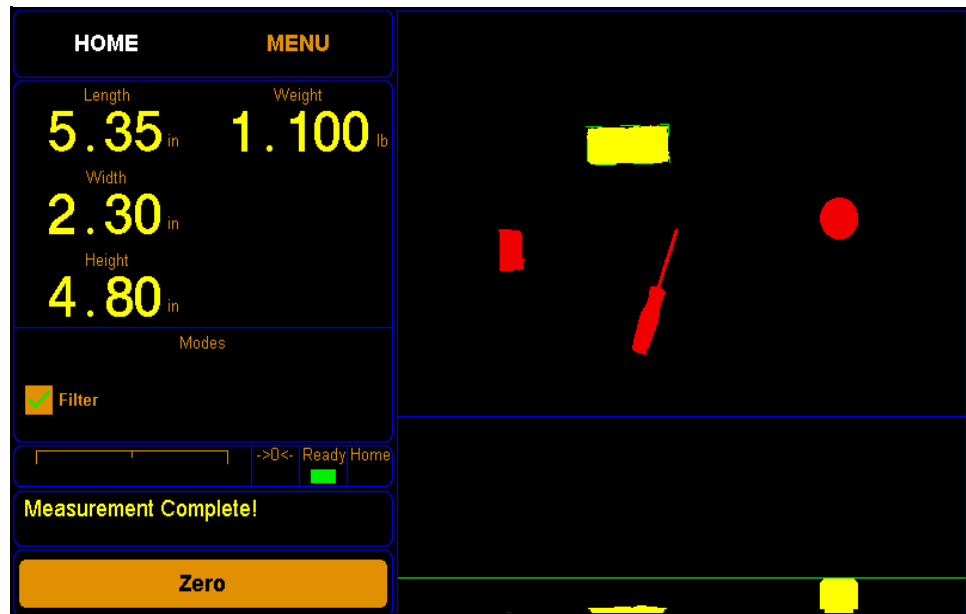 HOME MENU
Length Weight
5.35 in 1.100 lb
Width
2.30 in
Height
4.80 in
Modes
Filter
->0<- Ready Home
Measurement Complete!
Zero